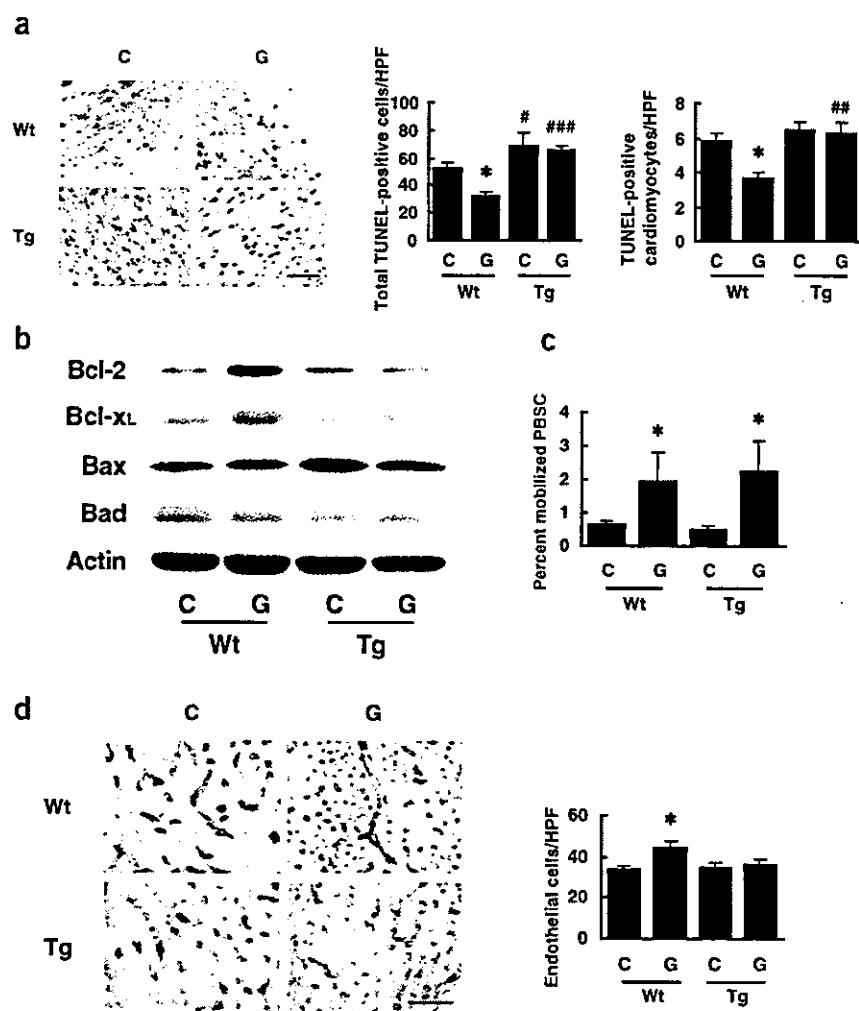 a
C G
Wt
Tg
Total TUNEL-positive cells/HPF
100
80
60
40
20
0
*
#
###
C G C G
Wt Tg
TUNEL-positive cardiomyocytes/HPF
8
6
4
2
0
*
##
C G C G
Wt Tg
b
Bcl-2
Bcl-xL
Bax
Bad
Actin
C G C G
Wt Tg
c
Percent mobilized PBSC
4
3
2
1
0
*
*
C G C G
Wt Tg
d
C G
Wt
Tg
Endothelial cells/HPF
60
40
20
0
*
C G C G
Wt Tg